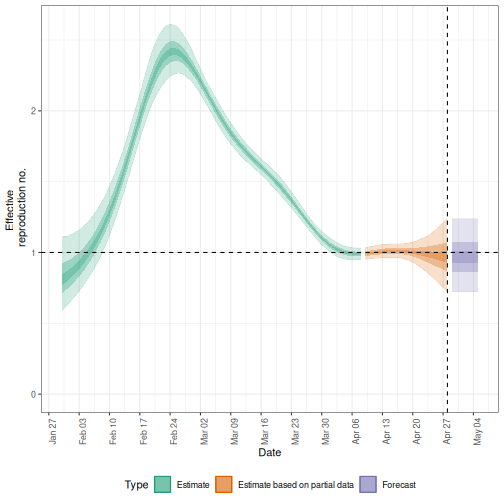 Effective
reproduction no.
2
1
0
Jan 27
Feb 03
Feb 10
Feb 17
Feb 24
Mar 02
Mar 09
Mar 16
Mar 23
Mar 30
Apr 06
Apr 13
Apr 20
Apr 27
May 04
Date
Type Estimate Estimate based on partial data Forecast